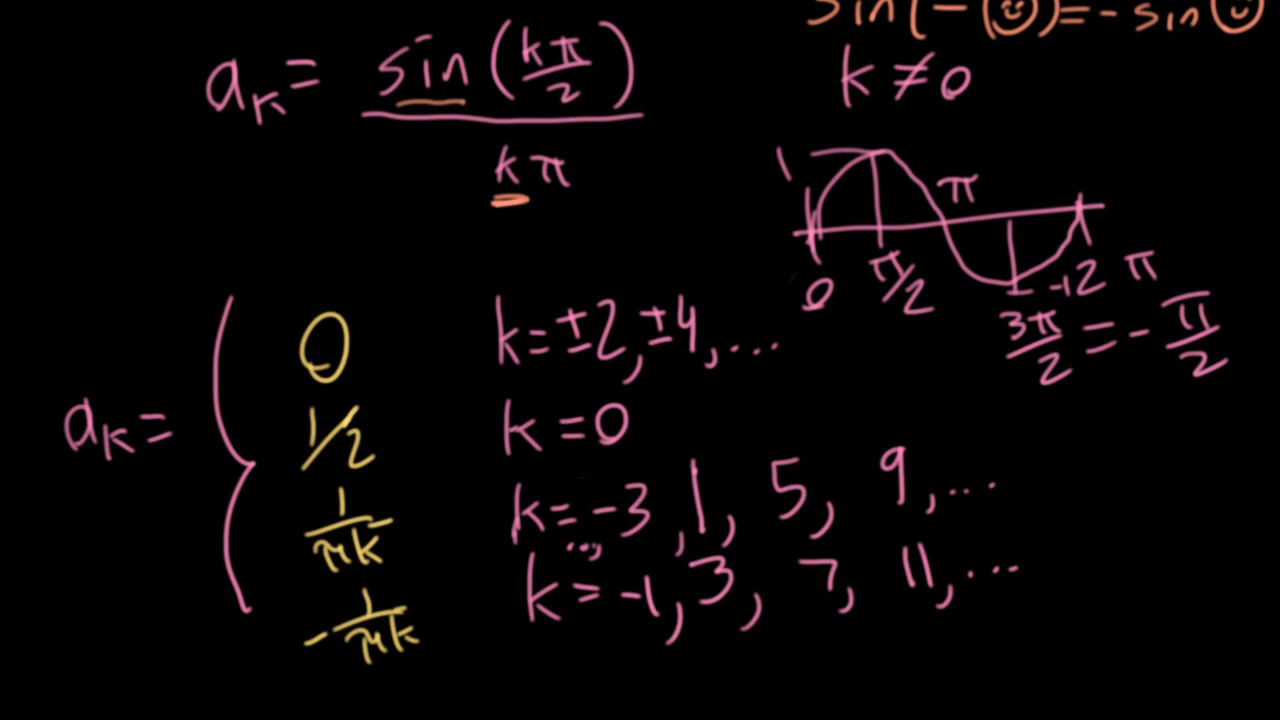 sin(-(☺))=-sin☺
a_k = sin(kπ/2) / kπ
k ≠ 0
1
π
0 π/2 -1 2π
3π/2 = -π/2
a_k = {
0 k=±2,±4,...
1/2 k=0
1/πk k=...,-3,1,5,9,...
-1/πk k=-1,3,7,11,...